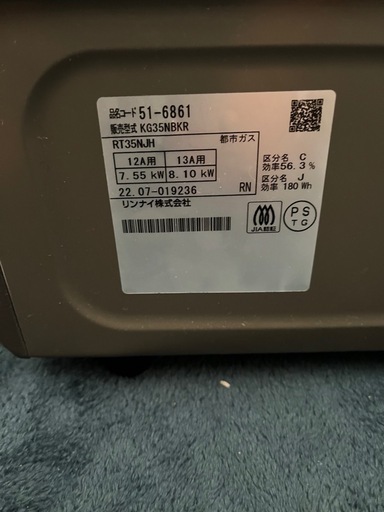 品名コード 51-6861
販売型式 KG35NBKR
RT35NJH 都市ガス
12A用 13A用
7.55 kW 8.10 kW
22.07-019236 RN
リンナイ株式会社
区分名 C
効率56.3%
区分名 J
効率 180 Wh
JIA認証
PS
TG